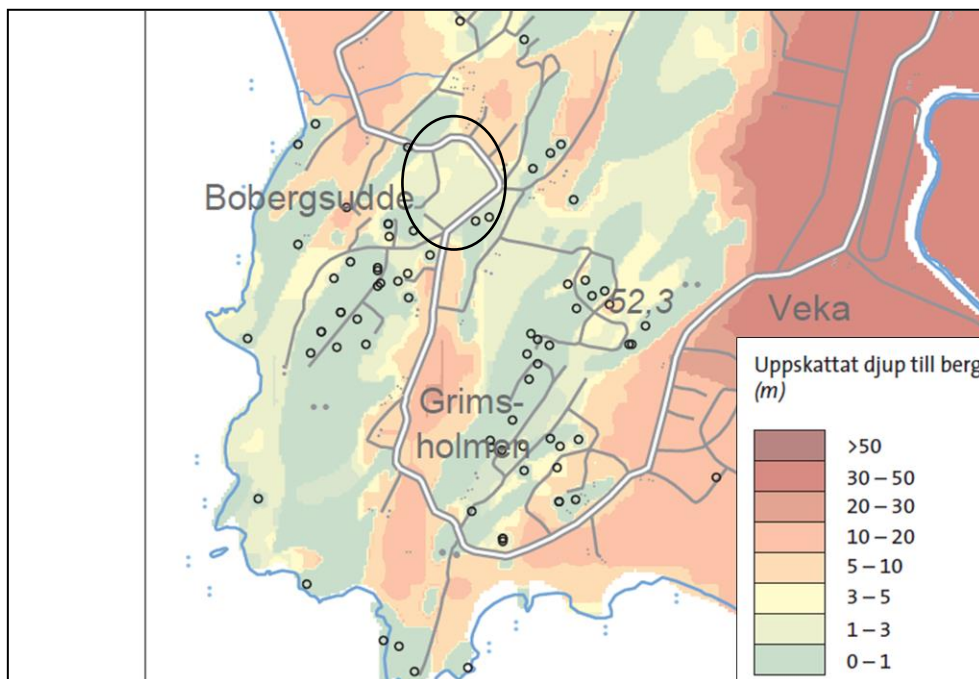 Bobergsudde
52,3
Veka
Grims-
holmen
Uppskattat djup till berg
(m)
>50
30 – 50
20 – 30
10 – 20
5 – 10
3 – 5
1 – 3
0 – 1